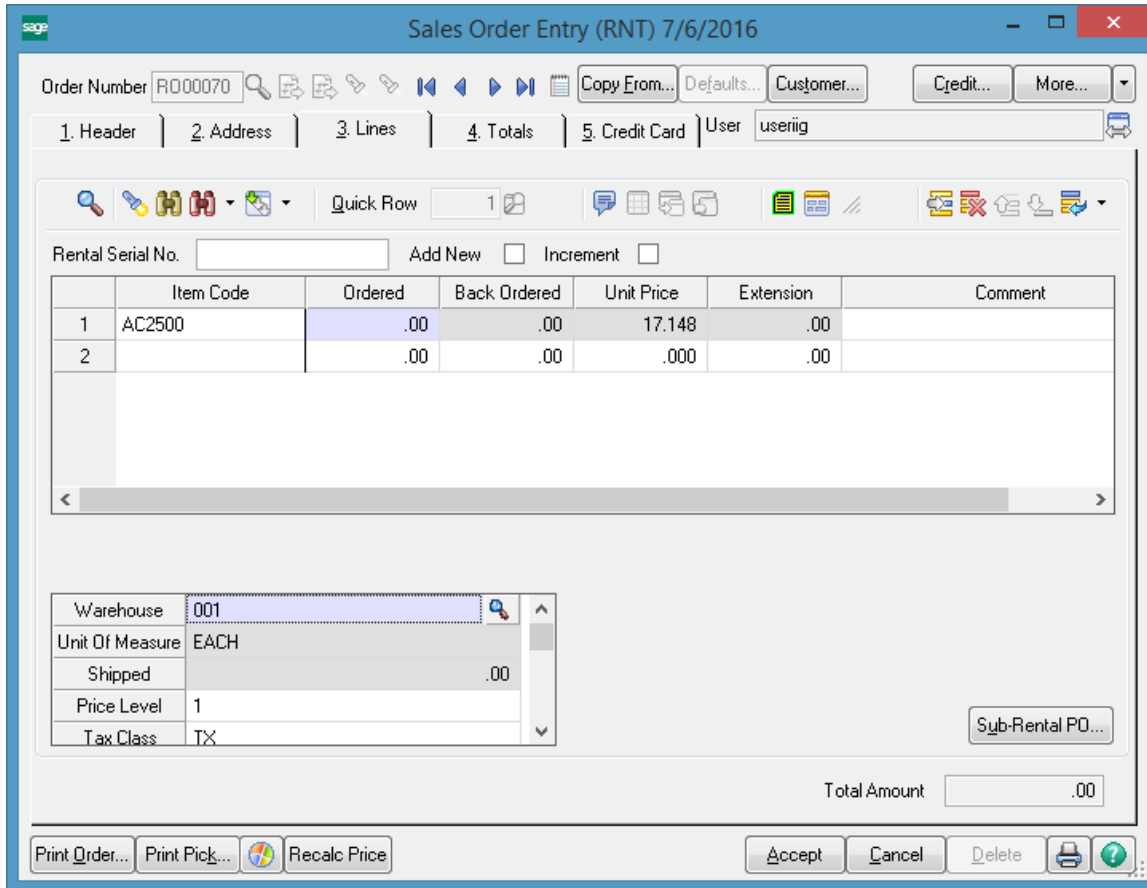 sage Sales Order Entry (RNT) 7/6/2016
Order Number RO00070 Copy From... Defaults... Customer... Credit... More...
1. Header 2. Address 3. Lines 4. Totals 5. Credit Card User useriig
Quick Row 1
Rental Serial No. Add New Increment
Item Code Ordered Back Ordered Unit Price Extension Comment
1 AC2500 .00 .00 17.148 .00
2 .00 .00 .000 .00
Warehouse 001
Unit Of Measure EACH
Shipped .00
Price Level 1
Tax Class TX
Sub-Rental PO...
Total Amount .00
Print Order... Print Pick... Recalc Price Accept Cancel Delete